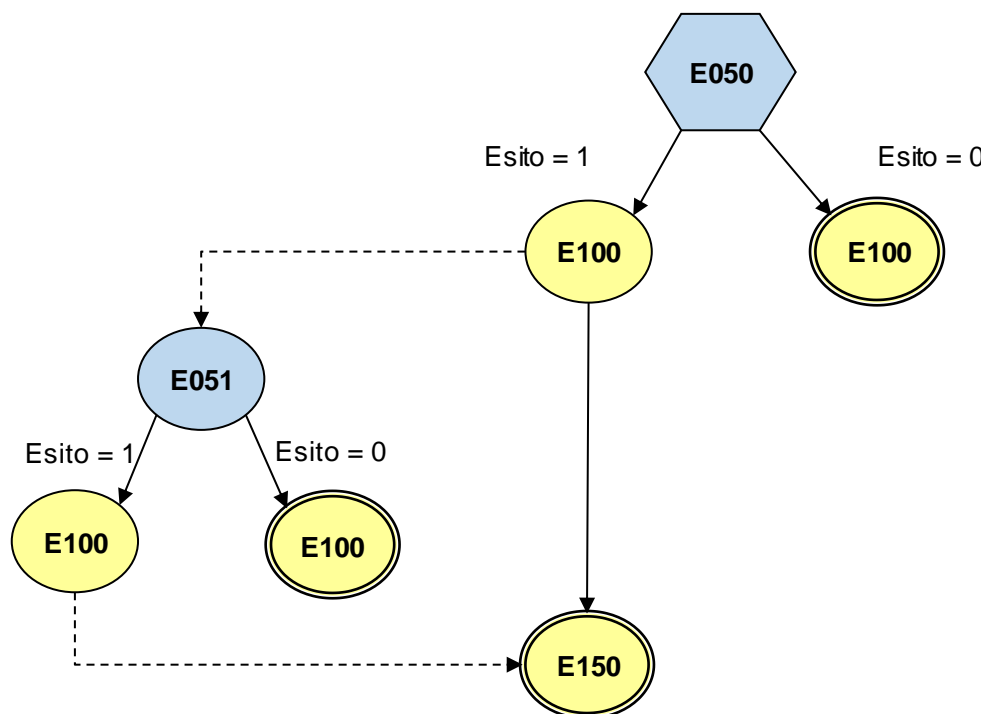 E050
Esito = 1
Esito = 0
E100
E100
E051
Esito = 1
Esito = 0
E100
E100
E150